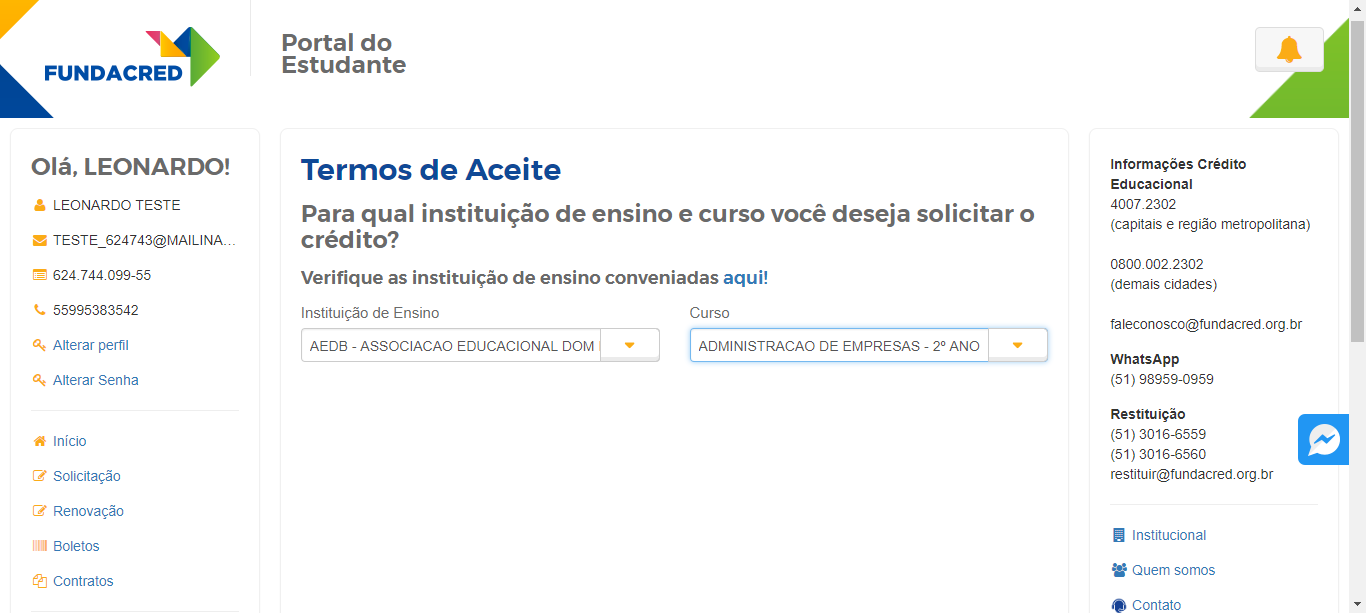 FUNDACRED
Portal do
Estudante
Olá, LEONARDO!
LEONARDO TESTE
TESTE_624743@MAILINA...
624.744.099-55
55995383542
Alterar perfil
Alterar Senha
Início
Solicitação
Renovação
Boletos
Contratos
Termos de Aceite
Para qual instituição de ensino e curso você deseja solicitar o
crédito?
Verifique as instituição de ensino conveniadas aqui!
Instituição de Ensino
AEDB - ASSOCIACAO EDUCACIONAL DOM
Curso
ADMINISTRACAO DE EMPRESAS - 2º ANO
Informações Crédito
Educacional
4007.2302
(capitais e região metropolitana)
0800.002.2302
(demais cidades)
faleconosco@fundacred.org.br
WhatsApp
(51) 98959-0959
Restituição
(51) 3016-6559
(51) 3016-6560
restituir@fundacred.org.br
Institucional
Quem somos
Contato